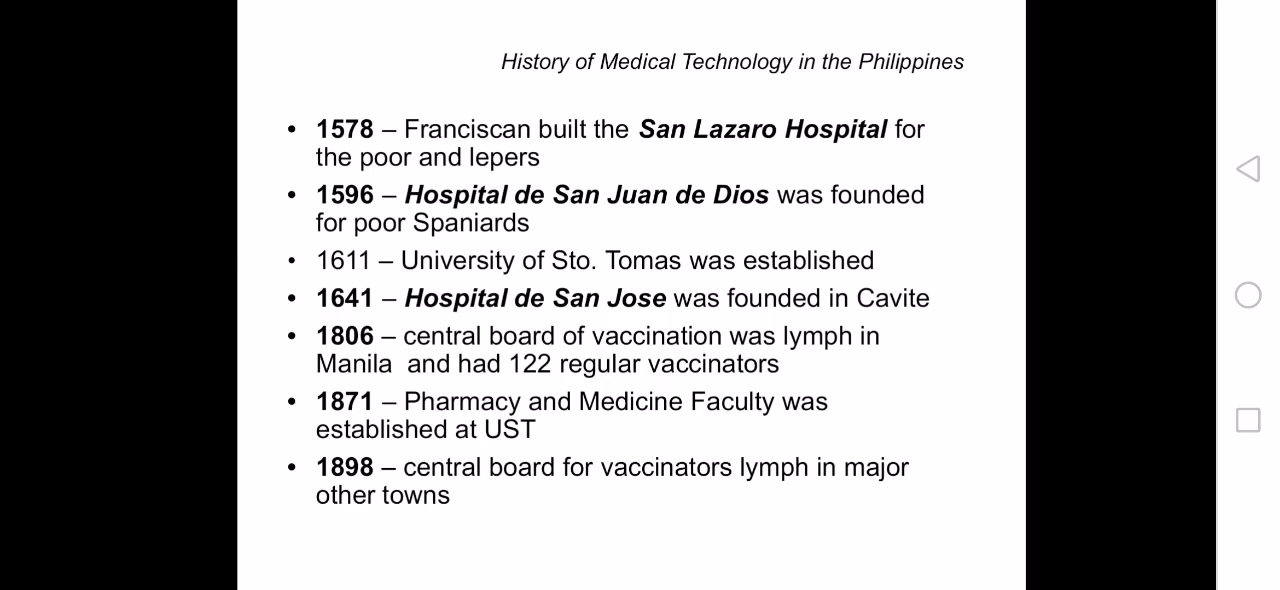 History of Medical Technology in the Philippines
• 1578 – Franciscan built the San Lazaro Hospital for
the poor and lepers
• 1596 – Hospital de San Juan de Dios was founded
for poor Spaniards
• 1611 – University of Sto. Tomas was established
• 1641 – Hospital de San Jose was founded in Cavite
• 1806 – central board of vaccination was lymph in
Manila  and had 122 regular vaccinators
• 1871 – Pharmacy and Medicine Faculty was
established at UST
• 1898 – central board for vaccinators lymph in major
other towns